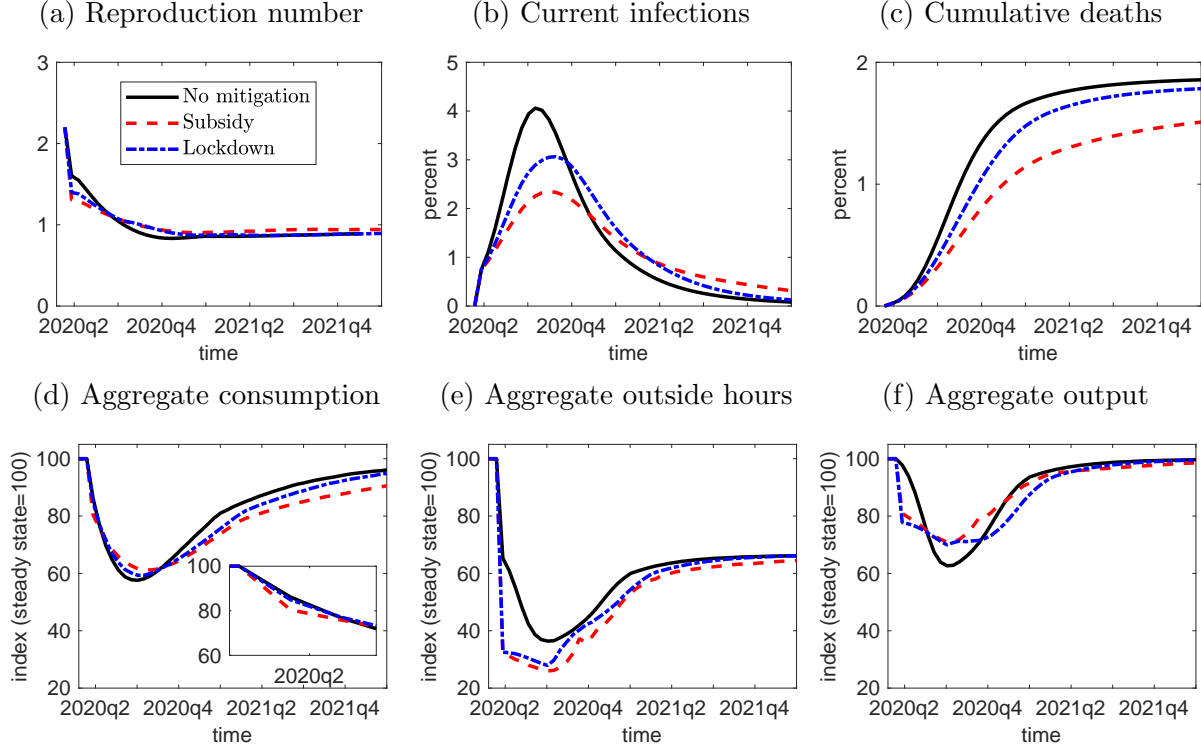 (a) Reproduction number
(b) Current infections
(c) Cumulative deaths
3
2
1
0
No mitigation
Subsidy
Lockdown
2020q2 2020q4 2021q2 2021q4
time
percent
5
4
3
2
1
0
2020q2 2020q4 2021q2 2021q4
time
percent
2
1
0
2020q2 2020q4 2021q2 2021q4
time
(d) Aggregate consumption
(e) Aggregate outside hours
(f) Aggregate output
index (steady state=100)
100
80
60
40
20
100
80
60
2020q2
2020q2 2020q4 2021q2 2021q4
time
index (steady state=100)
100
80
60
40
20
2020q2 2020q4 2021q2 2021q4
time
index (steady state=100)
100
80
60
40
20
2020q2 2020q4 2021q2 2021q4
time